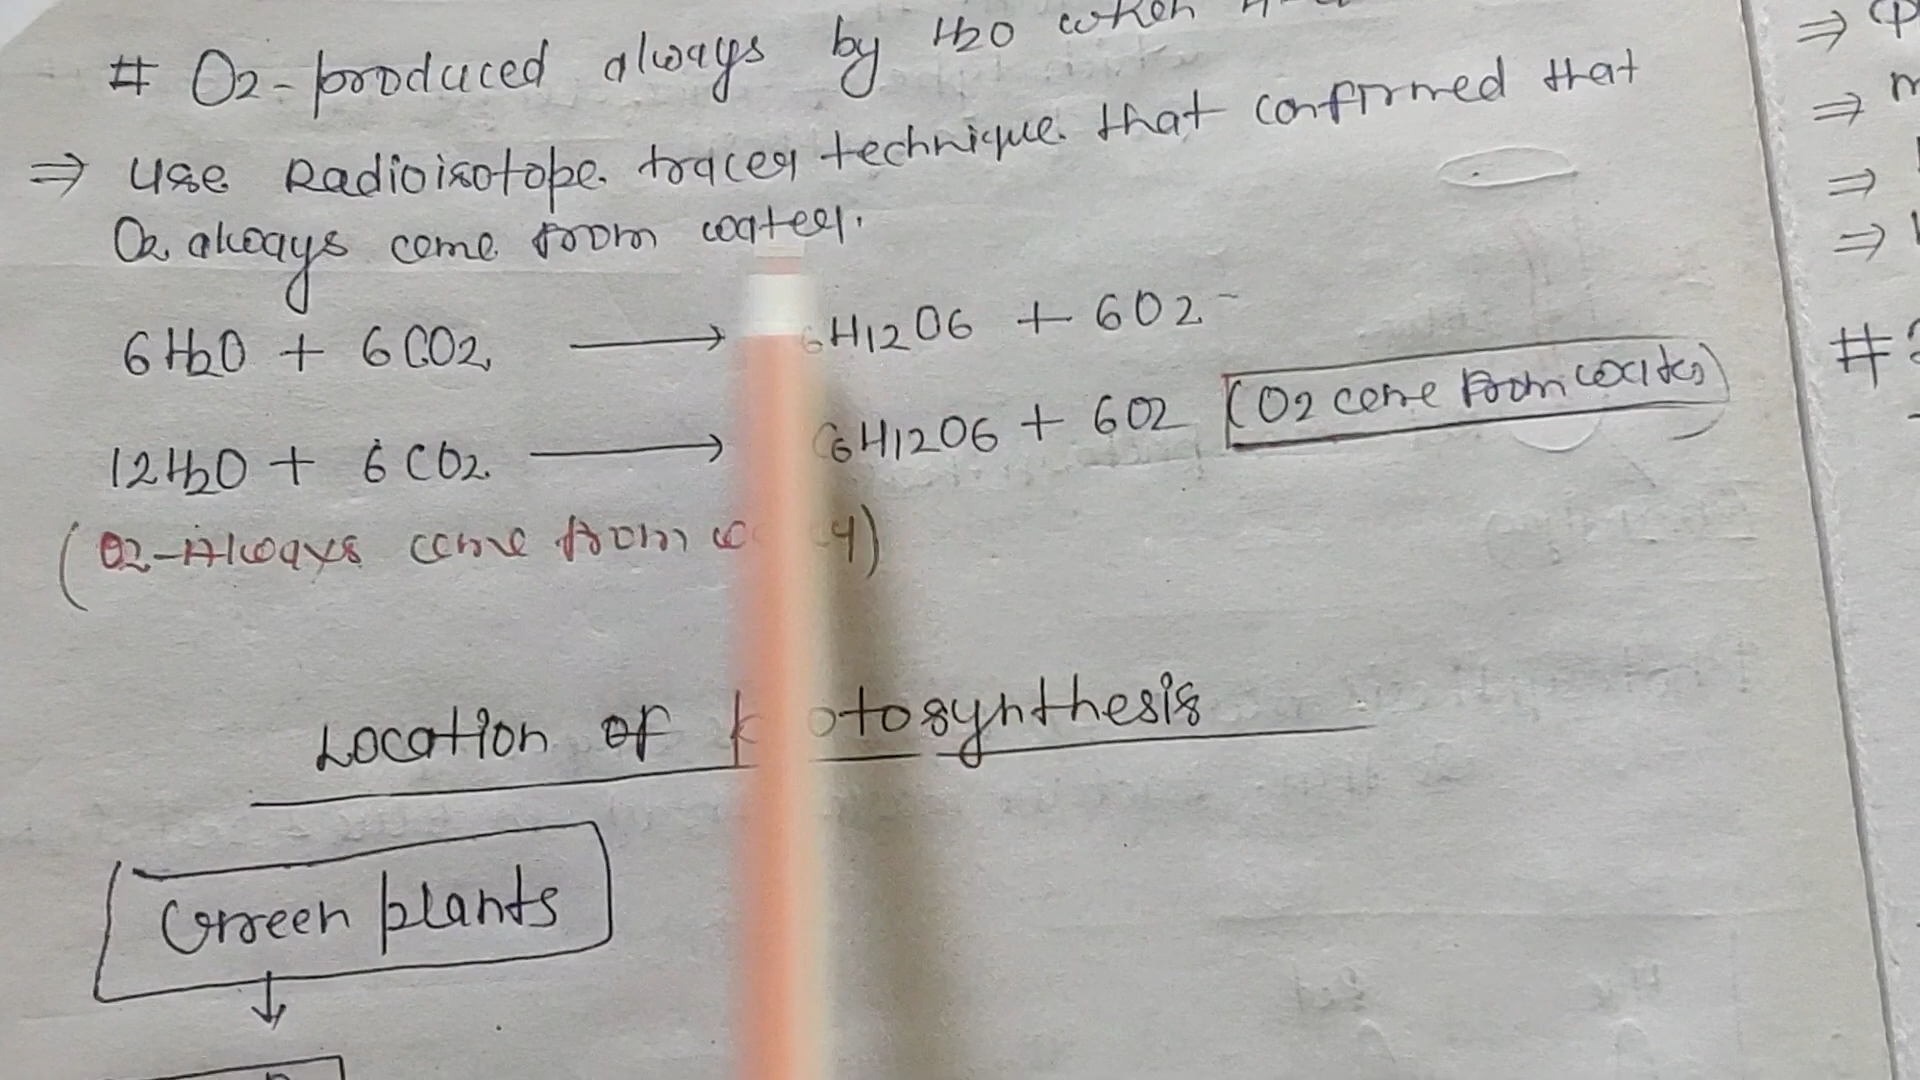 # O2-produced always by H2O when
⇒ Use Radioisotope tracer technique that confirmed that
O2 always come from water.
6H2O + 6CO2 → 6H12O6 + 6O2
12H2O + 6CO2 → C6H12O6 + 6O2 (O2 come from water)
(O2-Always come from
Location of otosynthesis
Green plants
↓
⇒
⇒
⇒
⇒
#